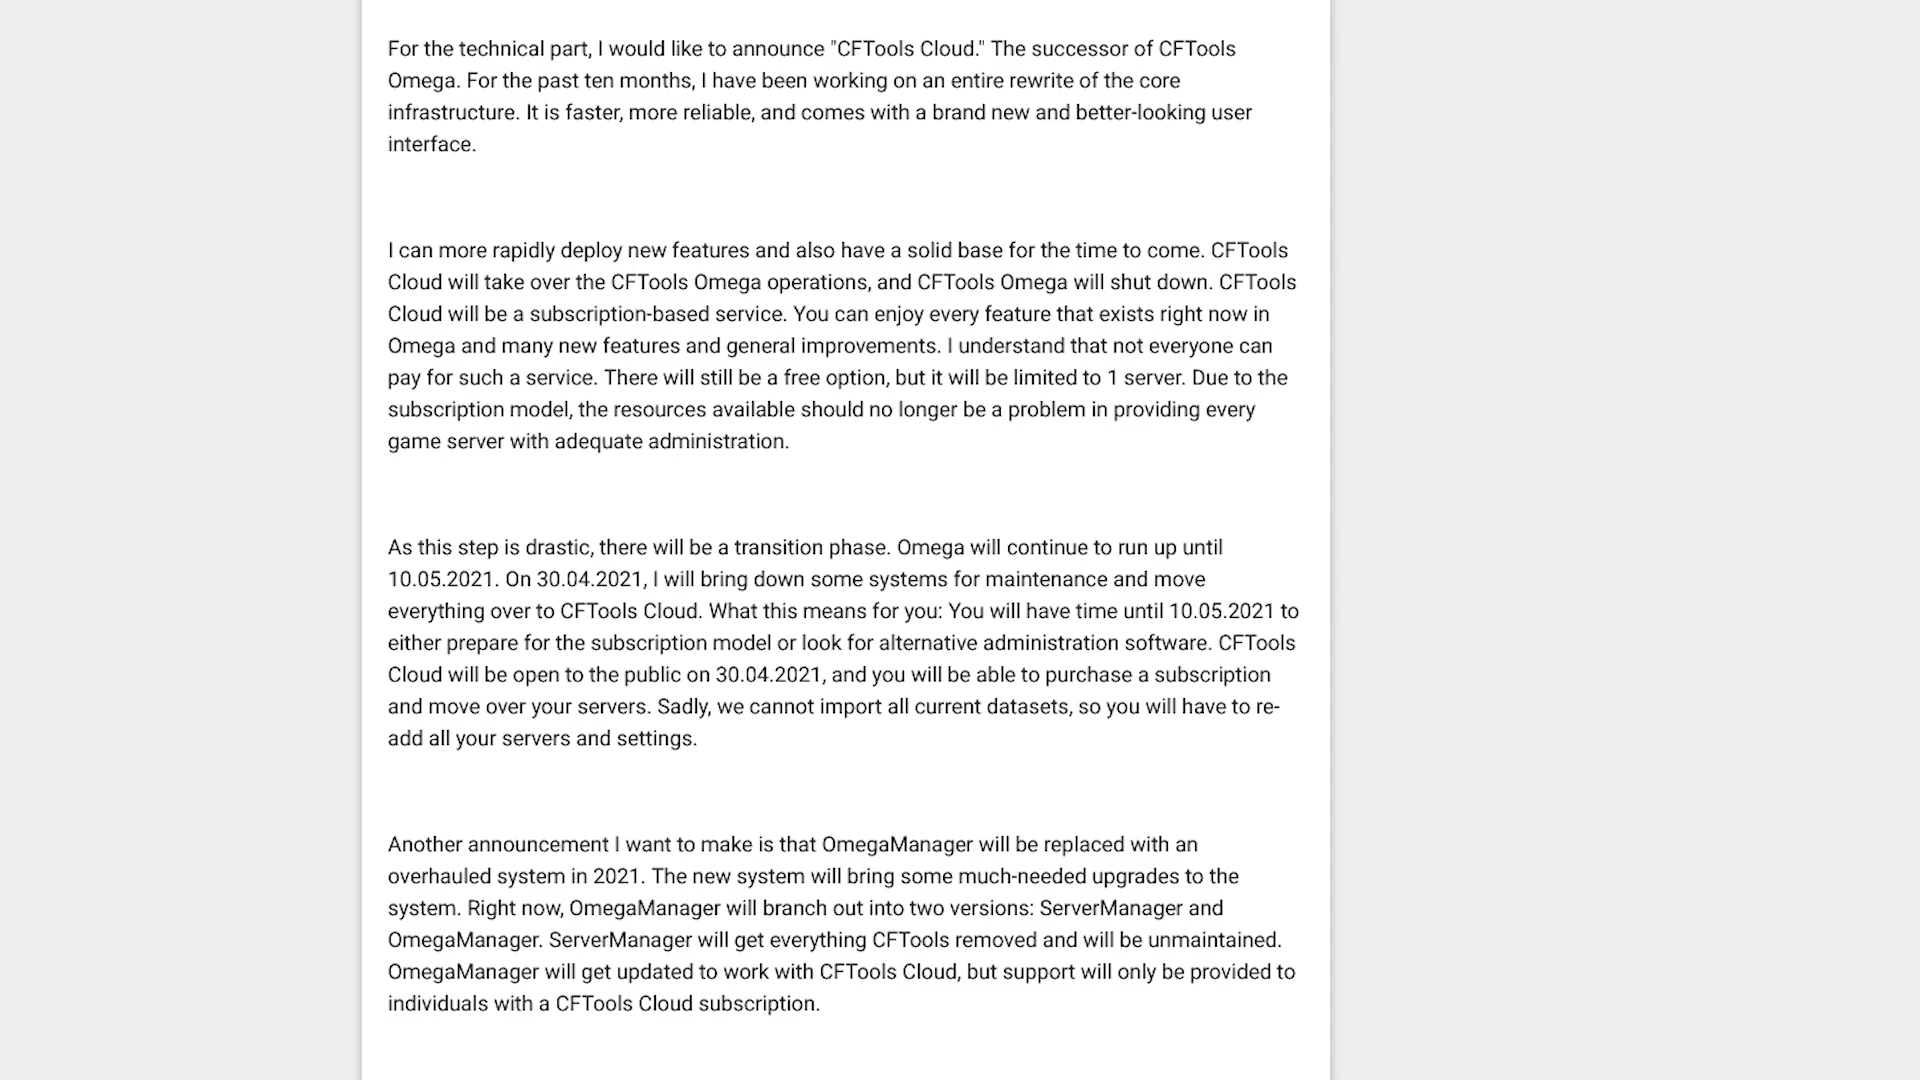 For the technical part, I would like to announce "CFTools Cloud." The successor of CFTools
Omega. For the past ten months, I have been working on an entire rewrite of the core
infrastructure. It is faster, more reliable, and comes with a brand new and better-looking user
interface.
I can more rapidly deploy new features and also have a solid base for the time to come. CFTools
Cloud will take over the CFTools Omega operations, and CFTools Omega will shut down. CFTools
Cloud will be a subscription-based service. You can enjoy every feature that exists right now in
Omega and many new features and general improvements. I understand that not everyone can
pay for such a service. There will still be a free option, but it will be limited to 1 server. Due to the
subscription model, the resources available should no longer be a problem in providing every
game server with adequate administration.
As this step is drastic, there will be a transition phase. Omega will continue to run up until
10.05.2021. On 30.04.2021, I will bring down some systems for maintenance and move
everything over to CFTools Cloud. What this means for you: You will have time until 10.05.2021 to
either prepare for the subscription model or look for alternative administration software. CFTools
Cloud will be open to the public on 30.04.2021, and you will be able to purchase a subscription
and move over your servers. Sadly, we cannot import all current datasets, so you will have to re-
add all your servers and settings.
Another announcement I want to make is that OmegaManager will be replaced with an
overhauled system in 2021. The new system will bring some much-needed upgrades to the
system. Right now, OmegaManager will branch out into two versions: ServerManager and
OmegaManager. ServerManager will get everything CFTools removed and will be unmaintained.
OmegaManager will get updated to work with CFTools Cloud, but support will only be provided to
individuals with a CFTools Cloud subscription.